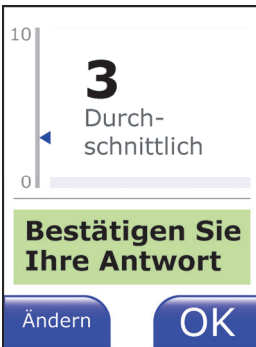 10
3
Durch-
schnittlich
0
Bestätigen Sie
Ihre Antwort
Ändern
OK